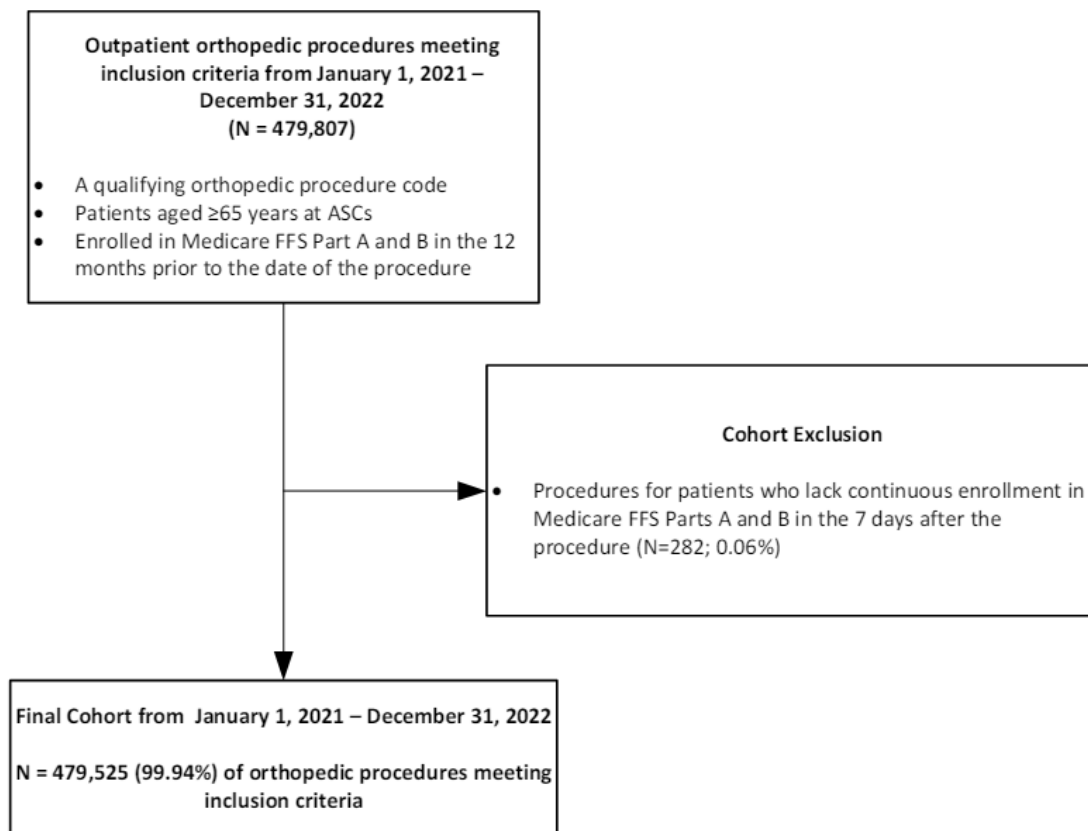 Outpatient orthopedic procedures meeting
inclusion criteria from January 1, 2021 –
December 31, 2022
(N = 479,807)
• A qualifying orthopedic procedure code
• Patients aged ≥65 years at ASCs
• Enrolled in Medicare FFS Part A and B in the 12
months prior to the date of the procedure
Cohort Exclusion
• Procedures for patients who lack continuous enrollment in
Medicare FFS Parts A and B in the 7 days after the
procedure (N=282; 0.06%)
Final Cohort from January 1, 2021 – December 31, 2022
N = 479,525 (99.94%) of orthopedic procedures meeting
inclusion criteria